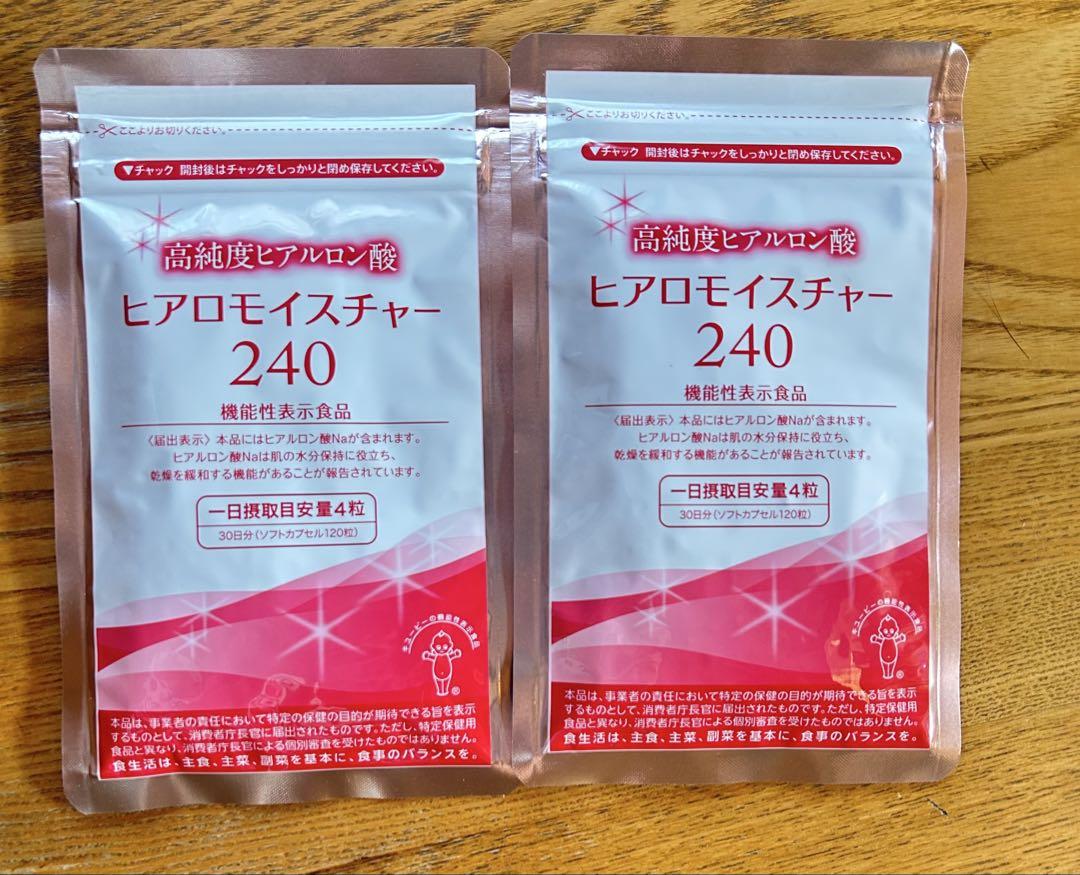 ここよりお切りください。
▼チャック 開封後はチャックをしっかりと閉め保存してください。
高純度ヒアルロン酸
ヒアロモイスチャー
240
機能性表示食品
〈届出表示〉本品にはヒアルロン酸Naが含まれます。
ヒアルロン酸Naは肌の水分保持に役立ち、
乾燥を緩和する機能があることが報告されています。
一日摂取目安量4粒
30日分(ソフトカプセル120粒)
キユーピーの機能性表示食品
®
本品は、事業者の責任において特定の保健の目的が期待できる旨を表示
するものとして、消費者庁長官に届出されたものです。ただし、特定保健用
食品と異なり、消費者庁長官による個別審査を受けたものではありません。
食生活は、主食、主菜、副菜を基本に、食事のバランスを。
ここよりお切りください。
▼チャック 開封後はチャックをしっかりと閉め保存してください。
高純度ヒアルロン酸
ヒアロモイスチャー
240
機能性表示食品
〈届出表示〉本品にはヒアルロン酸Naが含まれます。
ヒアルロン酸Naは肌の水分保持に役立ち、
乾燥を緩和する機能があることが報告されています。
一日摂取目安量4粒
30日分(ソフトカプセル120粒)
キユーピーの機能性表示食品
®
本品は、事業者の責任において特定の保健の目的が期待できる旨を表示
するものとして、消費者庁長官に届出されたものです。ただし、特定保健用
食品と異なり、消費者庁長官による個別審査を受けたものではありません。
食生活は、主食、主菜、副菜を基本に、食事のバランスを。